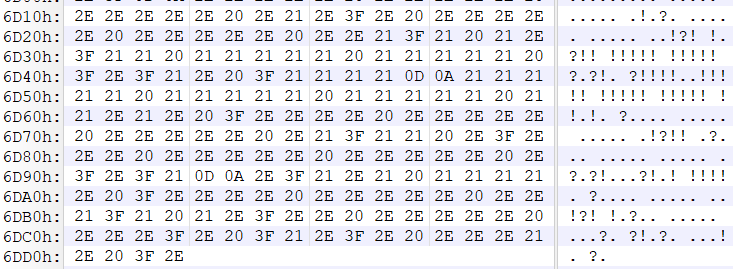 6D10h: 2E 2E 2E 2E 2E 20 2E 21 2E 3F 2E 20 2E 2E 2E 2E ..... .!.?. ....
6D20h: 2E 20 2E 2E 2E 2E 2E 20 2E 2E 21 3F 21 20 21 2E . ..... ..!?! !.
6D30h: 3F 21 21 20 21 21 21 21 21 20 21 21 21 21 21 20 ?!! !!!!! !!!!!
6D40h: 3F 2E 3F 21 2E 20 3F 21 21 21 21 0D 0A 21 21 21 ?.?!. ?!!!!..!!!
6D50h: 21 21 20 21 21 21 21 21 20 21 21 21 21 21 20 21 !! !!!!! !!!!! !
6D60h: 21 2E 21 2E 20 3F 2E 2E 2E 2E 20 2E 2E 2E 2E 2E !.!. ?.... .....
6D70h: 20 2E 2E 2E 2E 2E 20 2E 21 3F 21 21 20 2E 3F 2E ..... .!?!! .?.
6D80h: 2E 2E 20 2E 2E 2E 2E 2E 20 2E 2E 2E 2E 2E 20 2E .. ..... ..... .
6D90h: 3F 2E 3F 21 0D 0A 2E 3F 21 2E 21 20 21 21 21 21 ?.?!...?!.! !!!!
6DA0h: 2E 20 3F 2E 2E 2E 2E 20 2E 2E 2E 2E 2E 20 2E 2E . ?.... ..... ..
6DB0h: 21 3F 21 20 21 2E 3F 2E 2E 20 2E 2E 2E 2E 2E 20 !?! !.?.. .....
6DC0h: 2E 2E 2E 3F 2E 20 3F 21 2E 3F 2E 20 2E 2E 2E 21 ...?. ?!.?. ...!
6DD0h: 2E 20 3F 2E . ?.